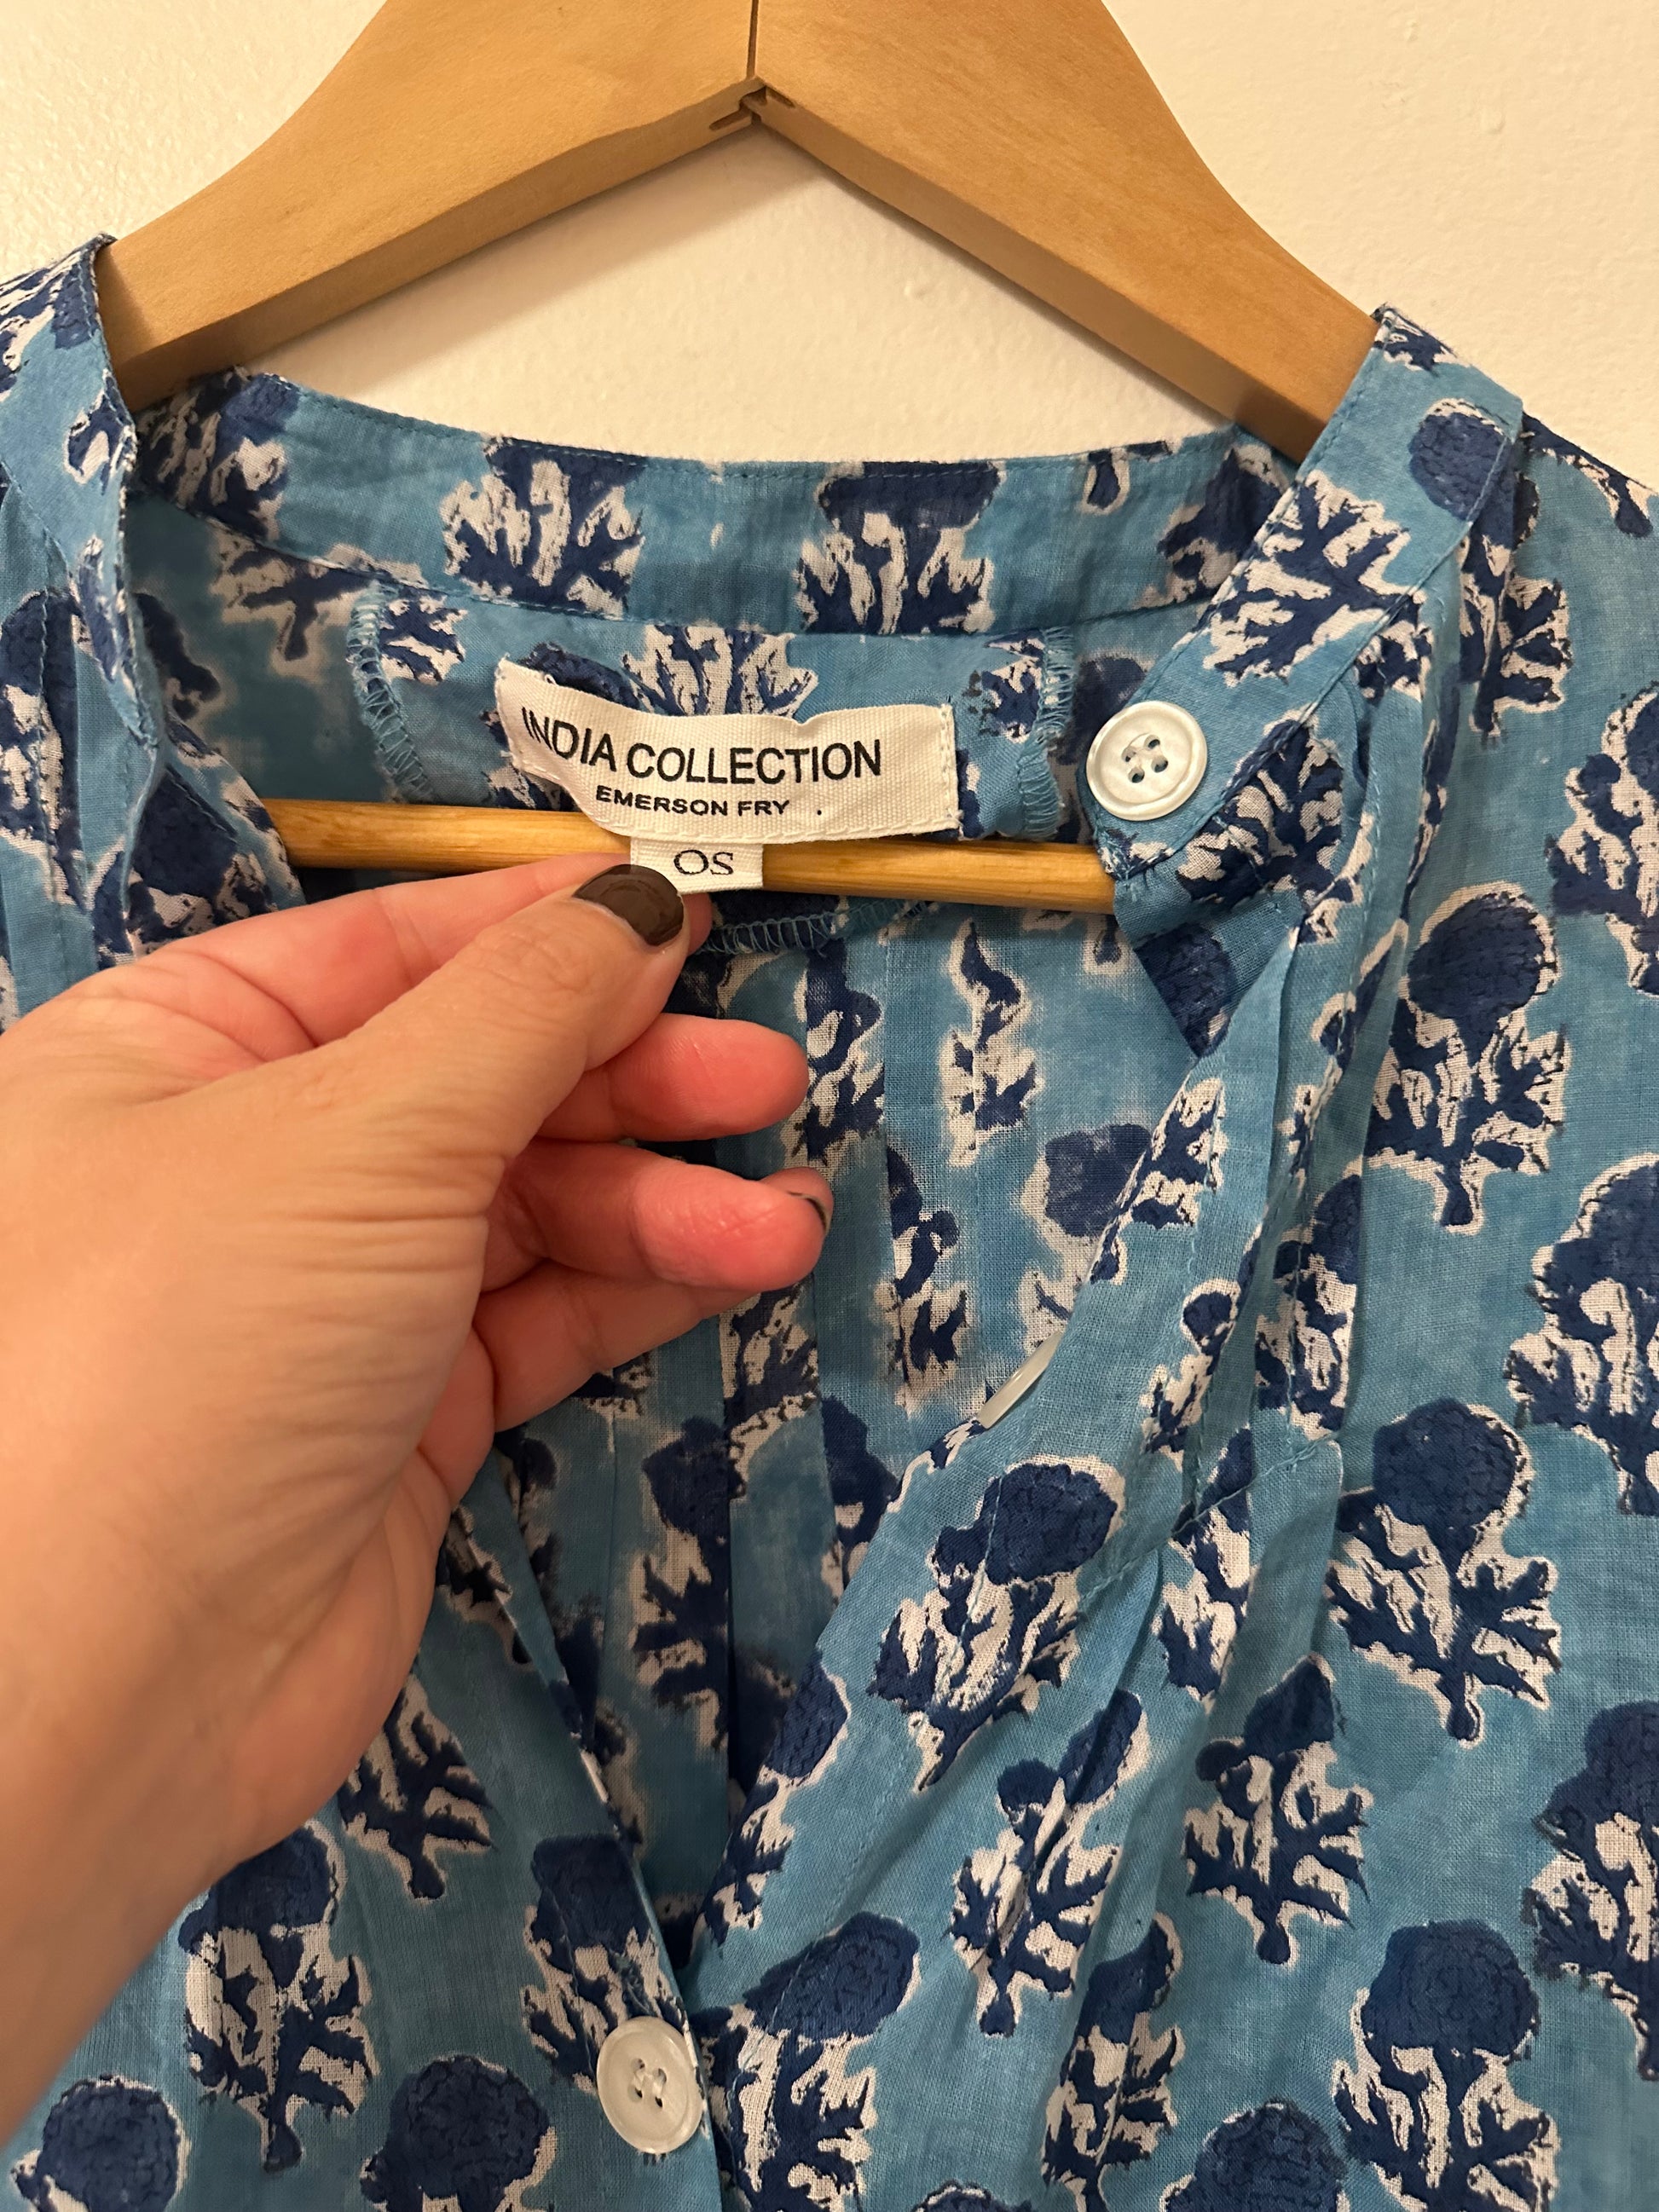 INDIA COLLECTION
EMERSON FRY .
OS